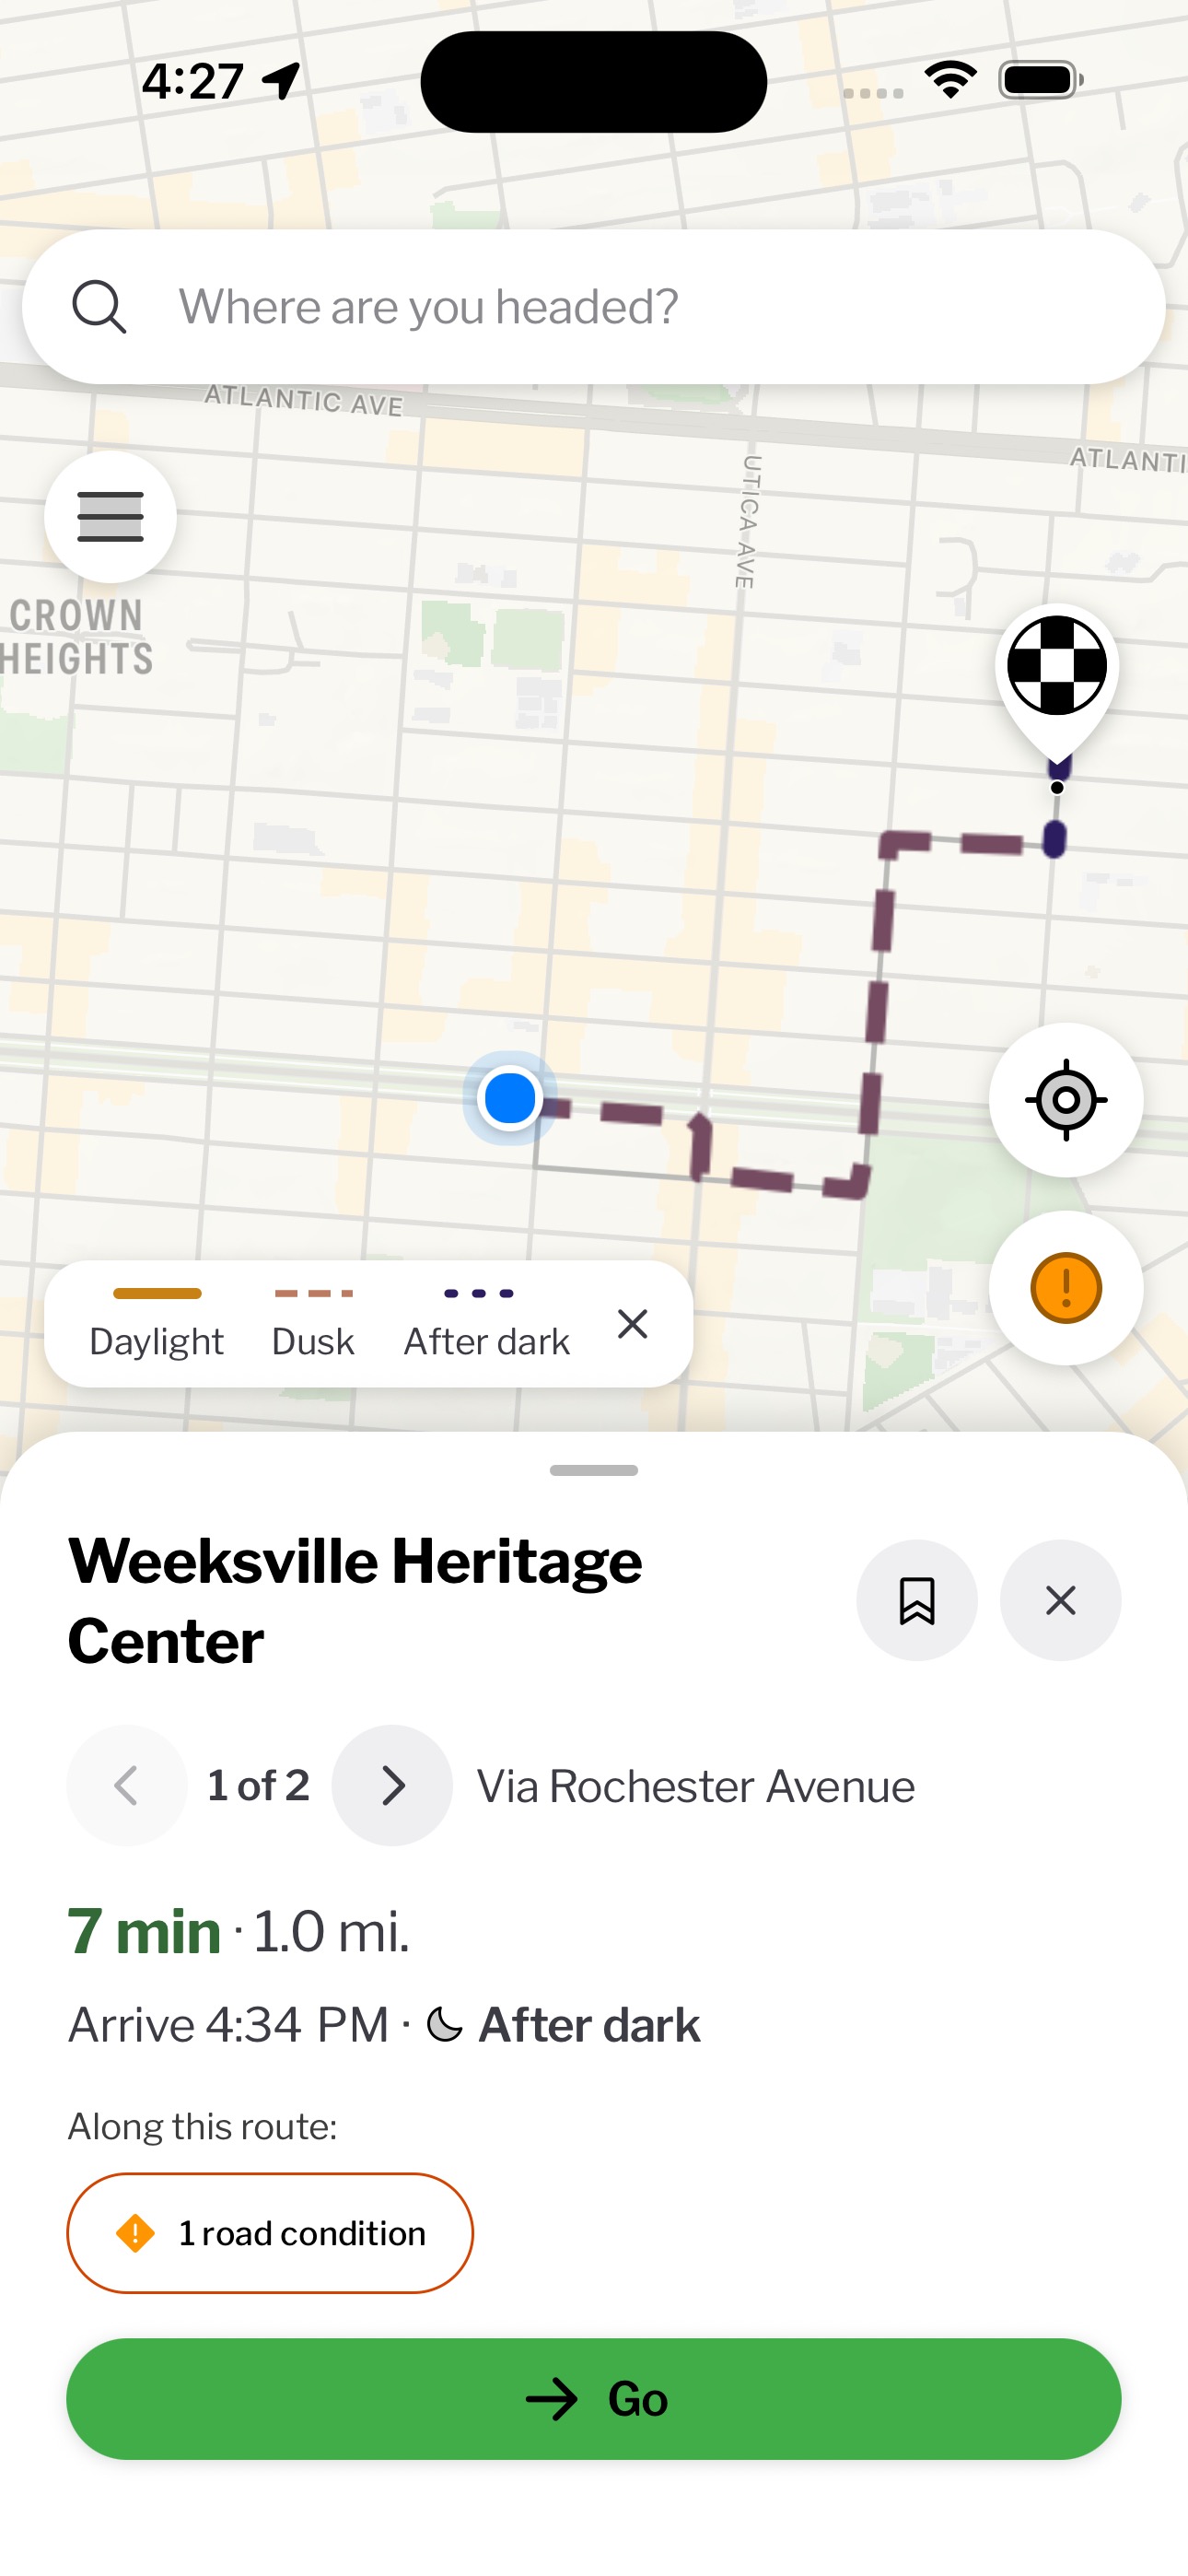 4:27
Where are you headed?
ATLANTIC AVE
ATLANTI
UTICA AVE
CROWN
HEIGHTS
Daylight
Dusk
After dark
Weeksville Heritage
Center
1 of 2
Via Rochester Avenue
7 min · 1.0 mi.
Arrive 4:34 PM · After dark
Along this route:
1 road condition
Go